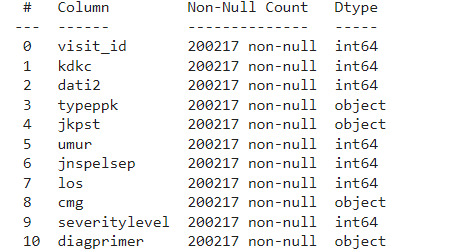 #   Column         Non-Null Count   Dtype
---  ------         --------------   -----
0   visit_id       200217 non-null  int64
1   kdkc           200217 non-null  int64
2   dati2          200217 non-null  int64
3   typeppk        200217 non-null  object
4   jkpst          200217 non-null  object
5   umur           200217 non-null  int64
6   jnspelsep      200217 non-null  int64
7   los            200217 non-null  int64
8   cmg            200217 non-null  object
9   severitylevel  200217 non-null  int64
10  diagprimer     200217 non-null  object